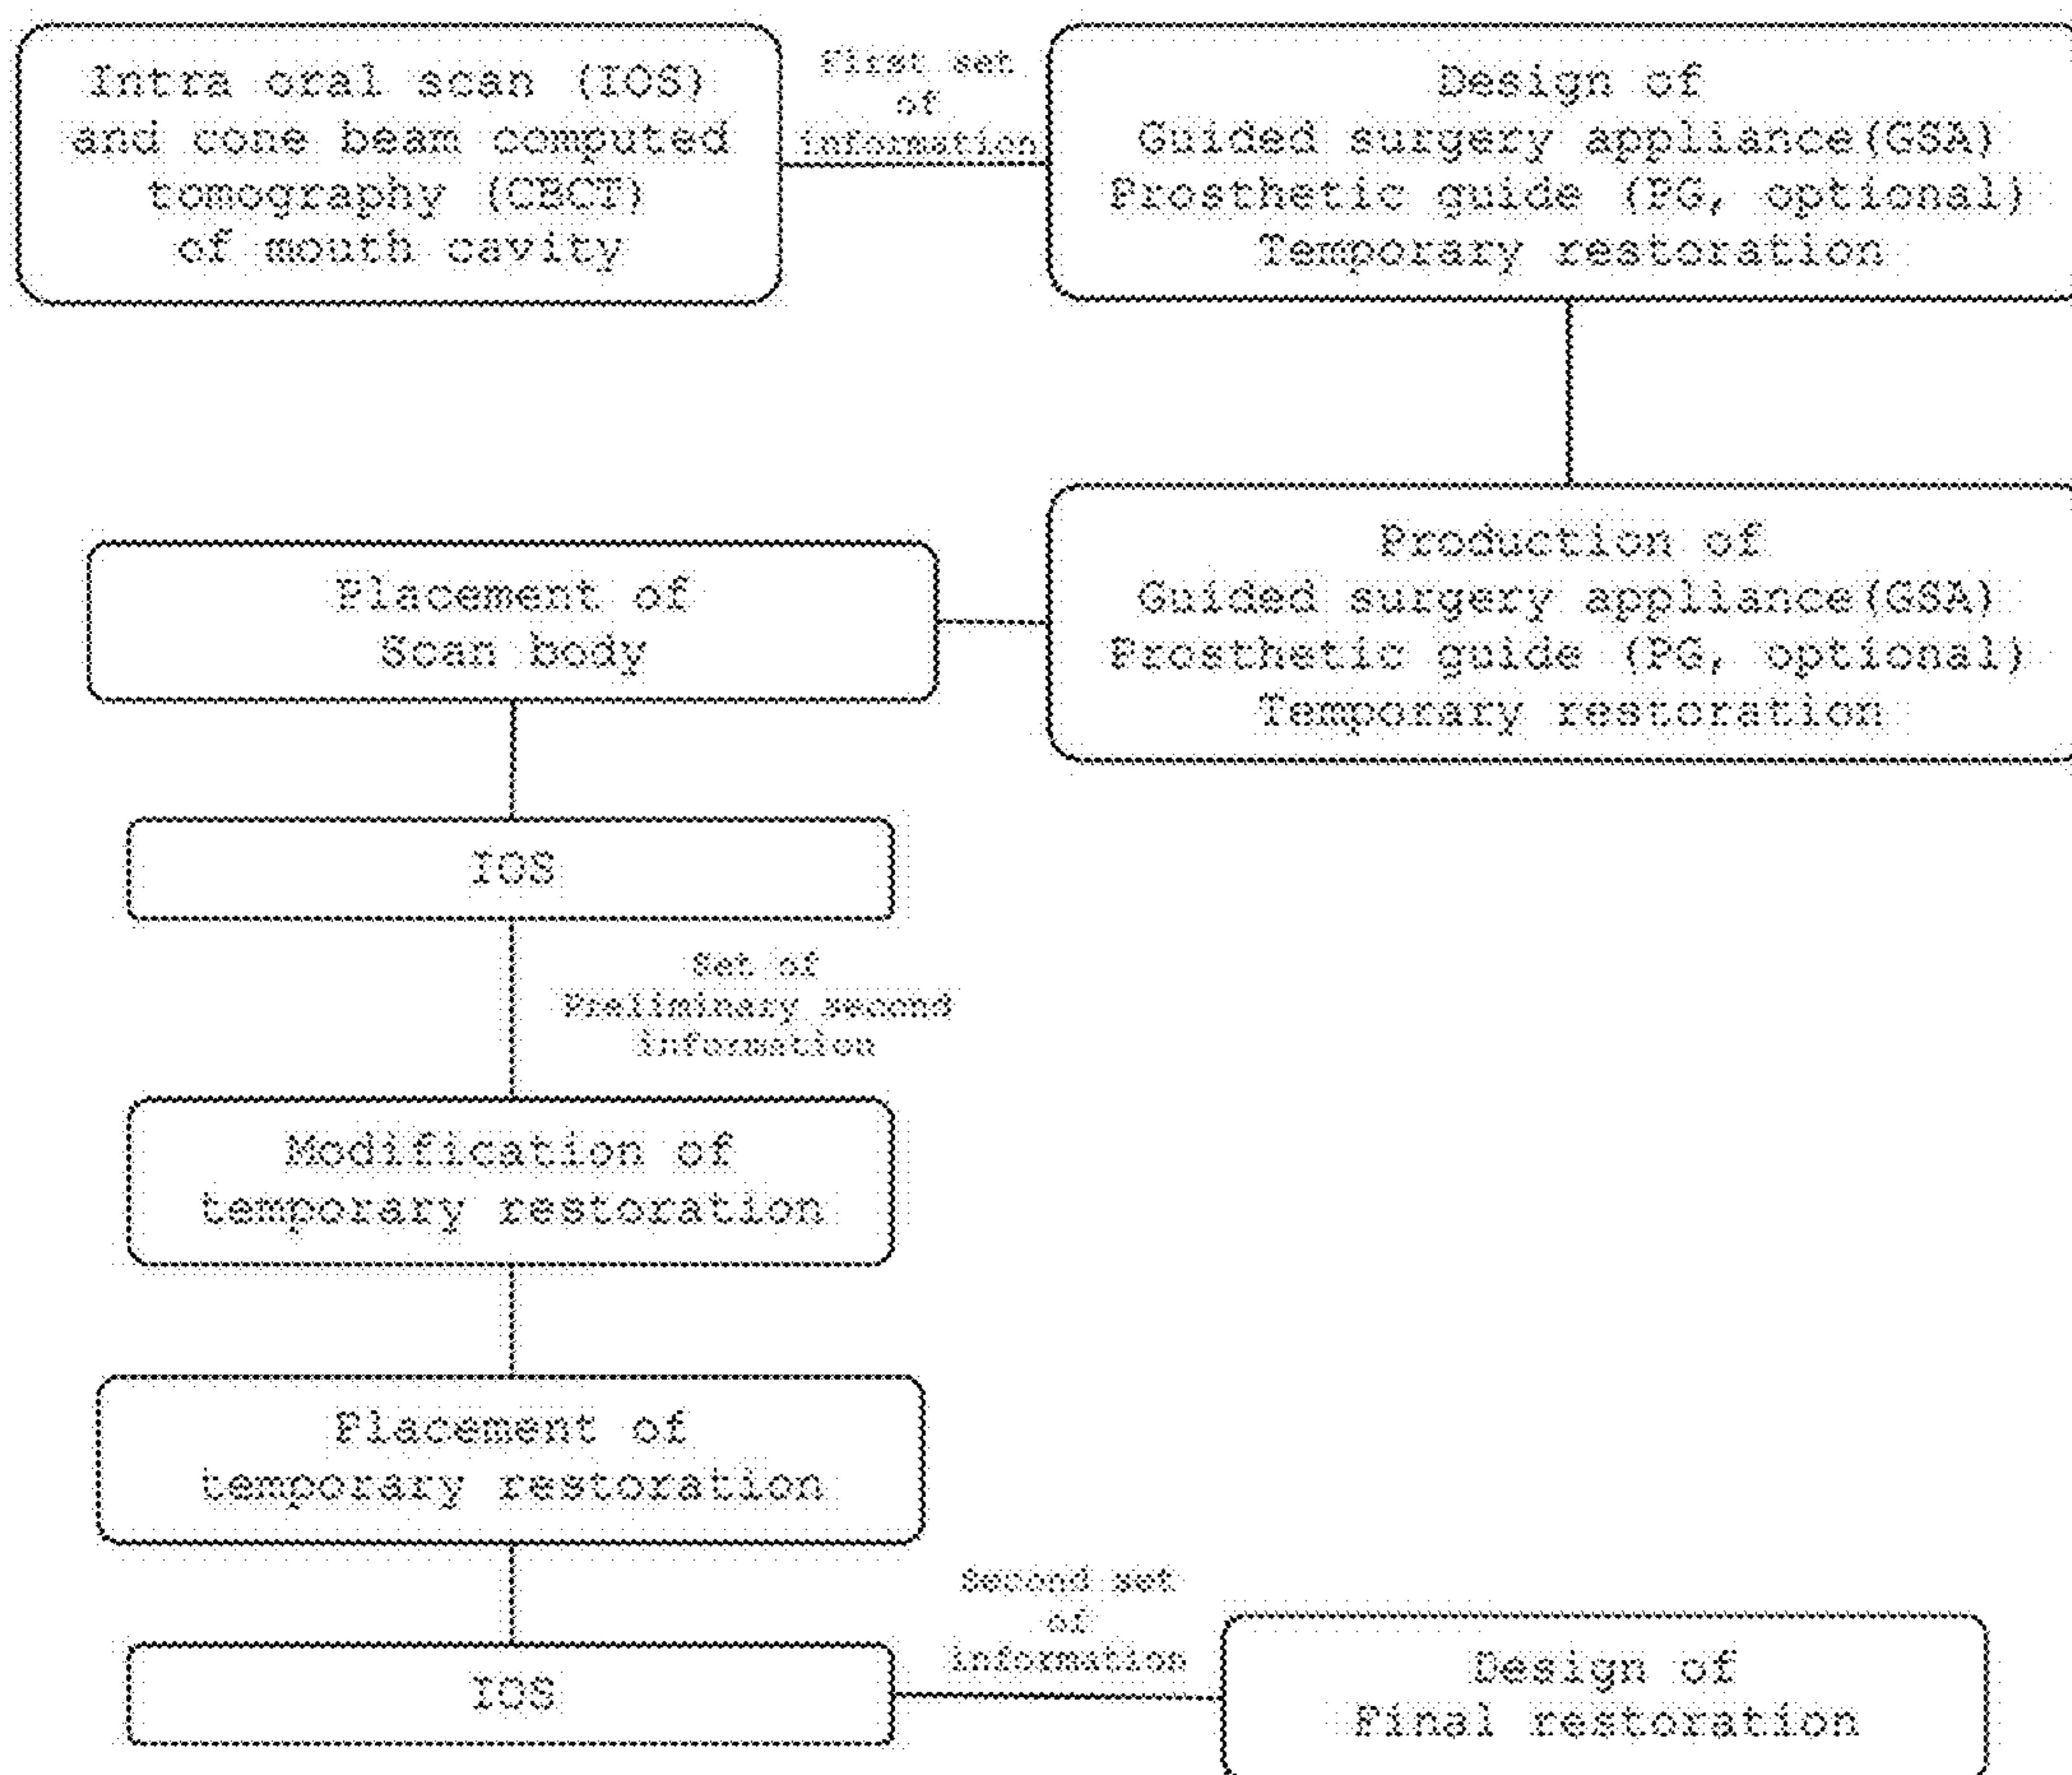 Intra oral scan (IOS)
and cone beam computed
tomography (CBCT)
of mouth cavity
First set
of
information
Design of
Guided surgery appliance(GSA)
Prosthetic guide (PG, optional)
Temporary restoration
Production of
Guided surgery appliance(GSA)
Prosthetic guide (PG, optional)
Temporary restoration
Placement of
Scan body
IOS
Set of
Preliminary second
information
Modification of
temporary restoration
Placement of
temporary restoration
IOS
Second set
of
information
Design of
Final restoration